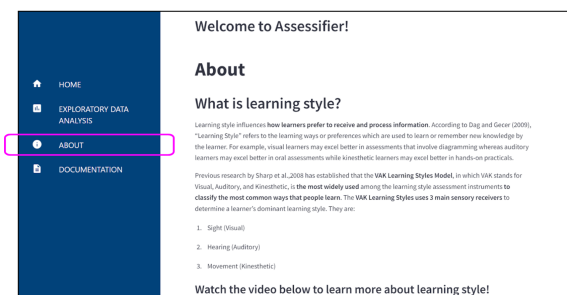 Welcome to Assessifier!
HOME
EXPLORATORY DATA
ANALYSIS
ABOUT
DOCUMENTATION
About
What is learning style?
Learning style influences how learners prefer to receive and process information. According to Dag and Gecer (2009),
"Learning Style" refers to the learning ways or preferences which are used to learn or remember new knowledge by
the learner. For example, visual learners may excel better in assessments that involve diagramming whereas auditory
learners may excel better in oral assessments while kinesthetic learners may excel better in hands-on practicals.
Previous research by Sharp et al.,2008 has established that the VAK Learning Styles Model, in which VAK stands for
Visual, Auditory, and Kinesthetic, is the most widely used among the learning style assessment instruments to
classify the most common ways that people learn. The VAK Learning Styles uses 3 main sensory receivers to
determine a learner's dominant learning style. They are:
1. Sight (Visual)
2. Hearing (Auditory)
3. Movement (Kinesthetic)
Watch the video below to learn more about learning style!